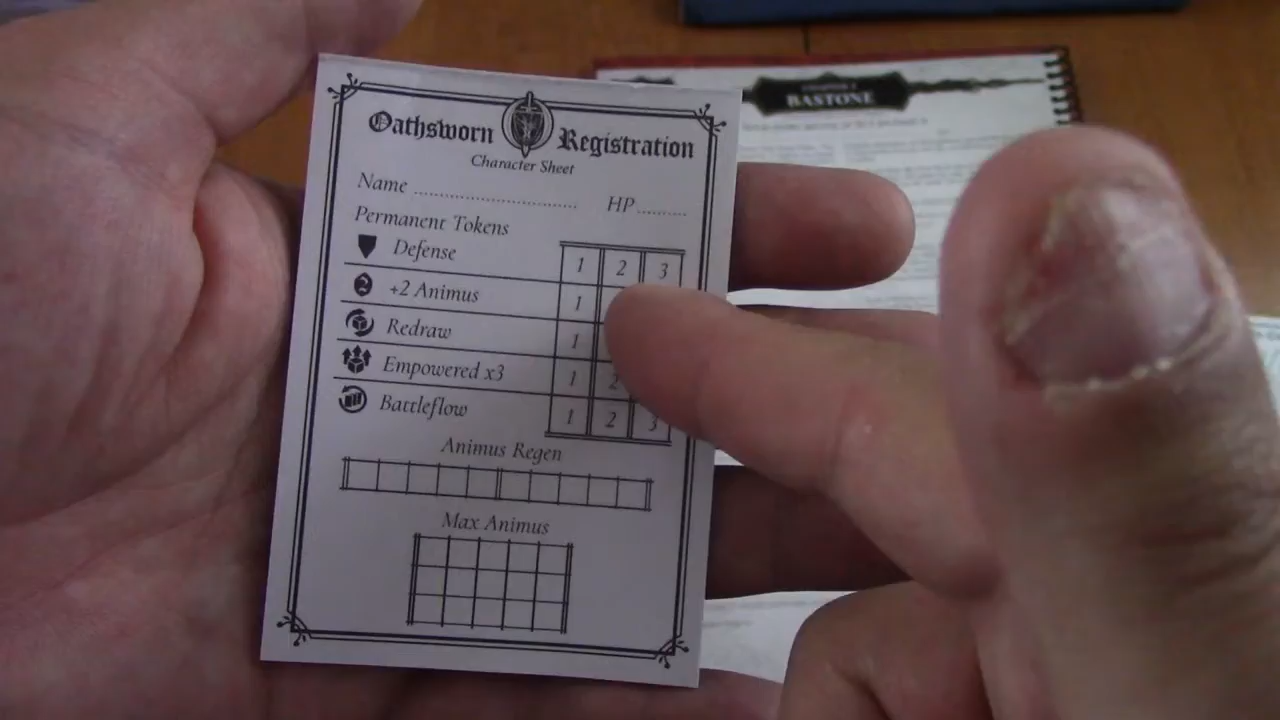 BASTONE
Oathsworn Registration
Character Sheet
Name ............................ HP ........
Permanent Tokens
Defense 1 2 3
2 +2 Animus 1
Redraw 1
Empowered x3 1 2
Battleflow 1 2 3
Animus Regen
Max Animus